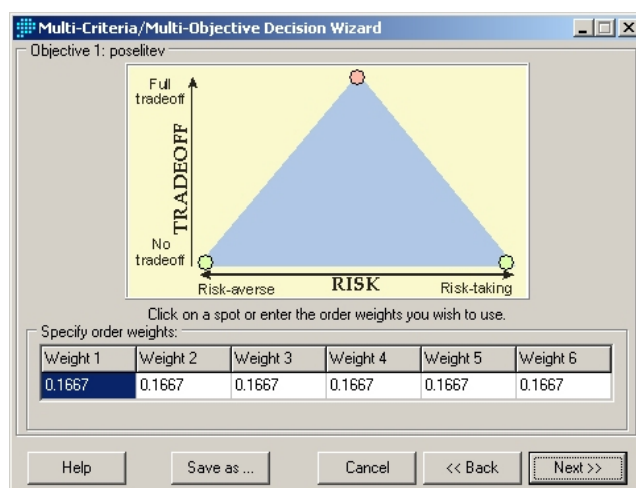 Multi-Criteria/Multi-Objective Decision Wizard
Objective 1: poselitev
Full
tradeoff
TRADEOFF
No
tradeoff
Risk-averse RISK Risk-taking
Click on a spot or enter the order weights you wish to use.
Specify order weights:
Weight 1 Weight 2 Weight 3 Weight 4 Weight 5 Weight 6
0.1667 0.1667 0.1667 0.1667 0.1667 0.1667
Help Save as ... Cancel << Back Next >>